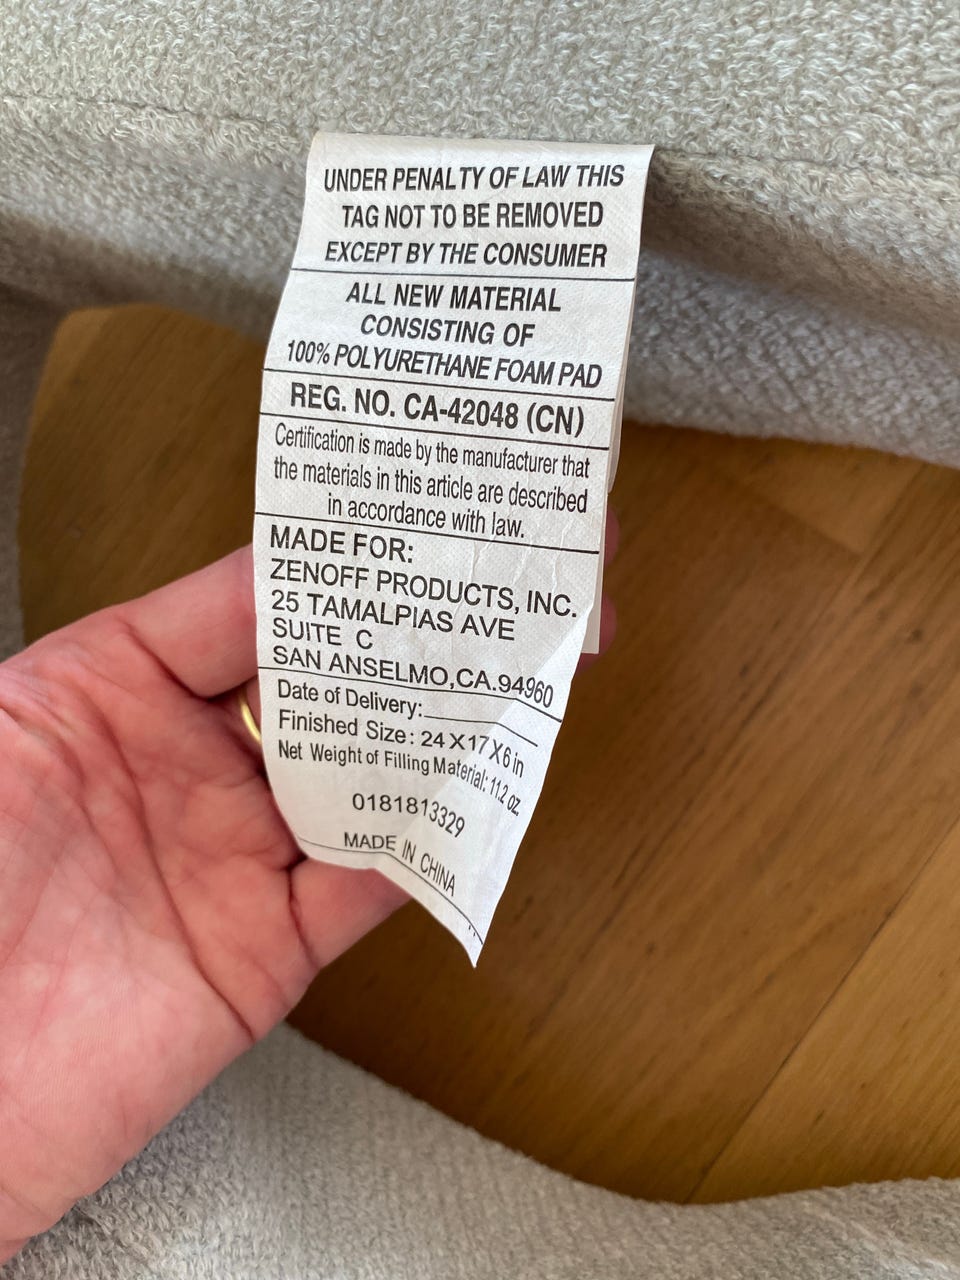 UNDER PENALTY OF LAW THIS
TAG NOT TO BE REMOVED
EXCEPT BY THE CONSUMER
ALL NEW MATERIAL
CONSISTING OF
100% POLYURETHANE FOAM PAD
REG. NO. CA-42048 (CN)
Certification is made by the manufacturer that
the materials in this article are described
in accordance with law.
MADE FOR:
ZENOFF PRODUCTS, INC.
25 TAMALPIAS AVE
SUITE C
SAN ANSELMO,CA.94960
Date of Delivery:
Finished Size: 24X17X6 in
Net Weight of Filling Material: 11.2 oz.
0181813329
MADE IN CHINA